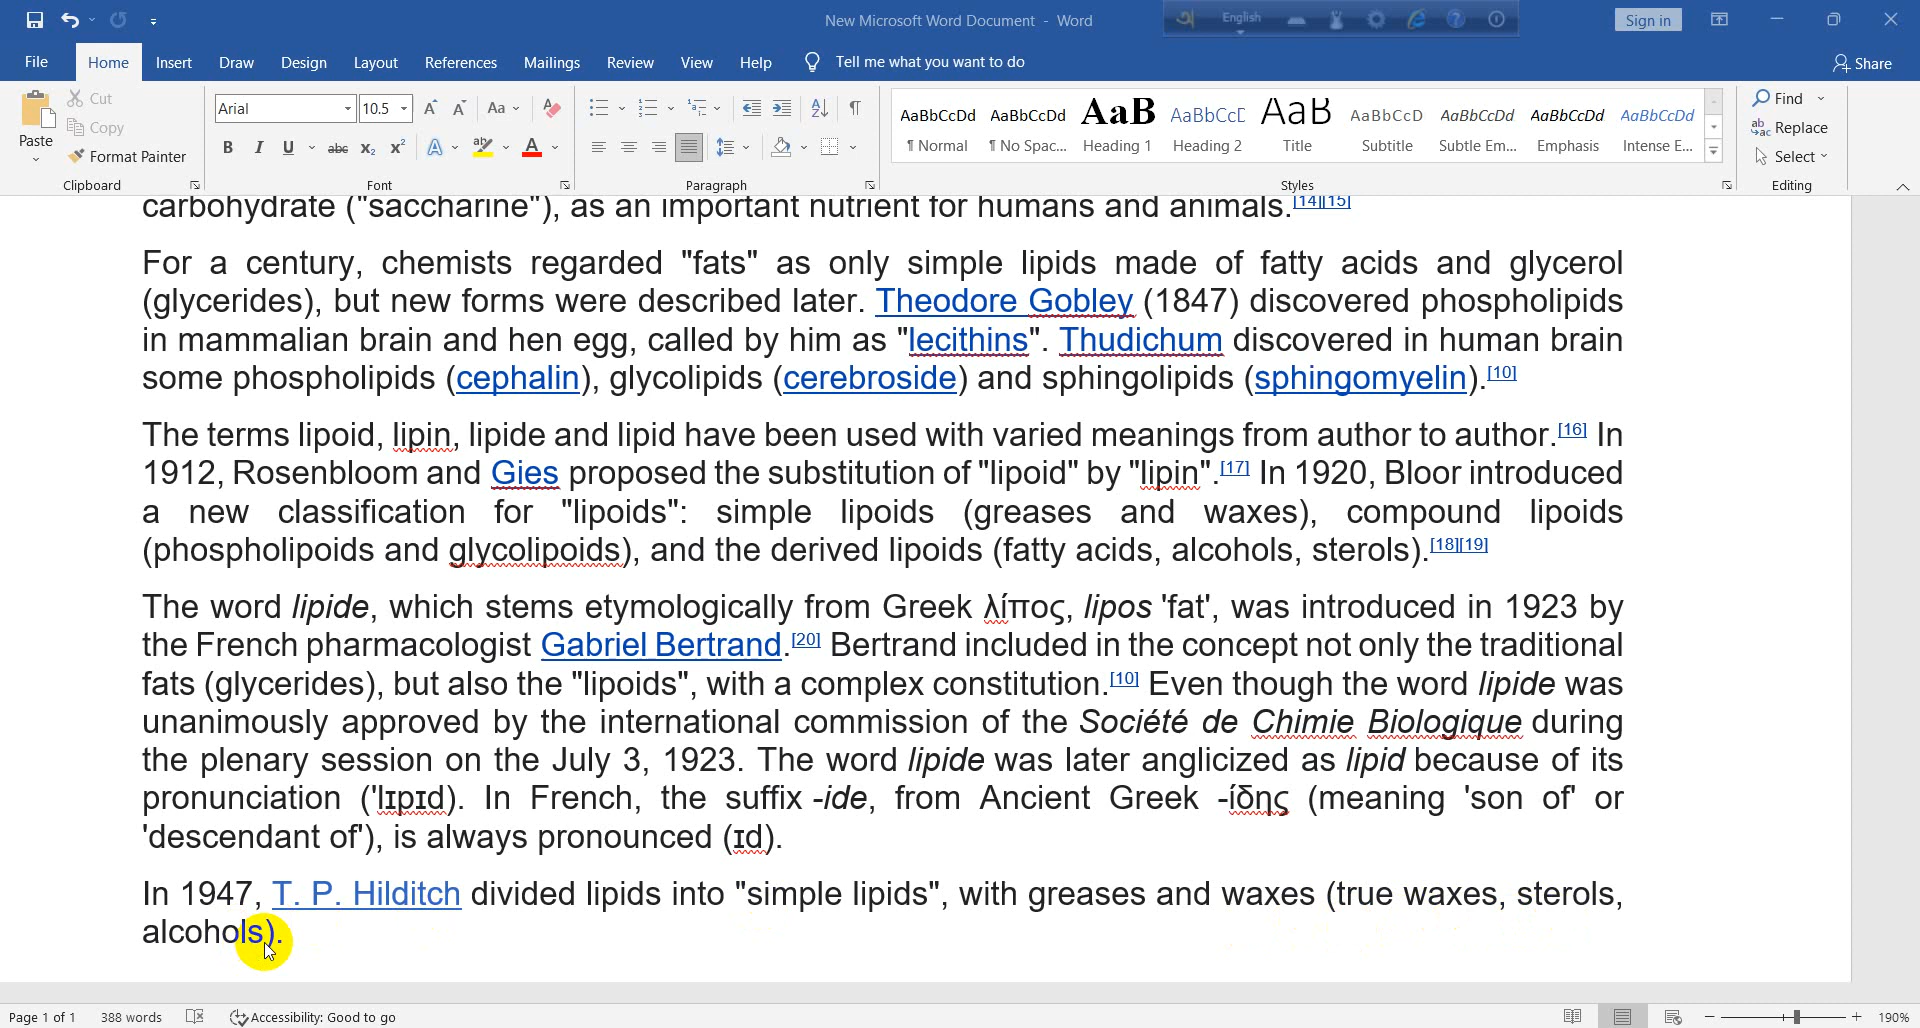 New Microsoft Word Document - Word
English
Sign in
File Home Insert Draw Design Layout References Mailings Review View Help Tell me what you want to do
Share
Paste
Cut
Copy
Format Painter
Clipboard
Arial 10.5
Font
Paragraph
AaBbCcDd AaBbCcDd AaB AaBbCcC AaB AaBbCcD AaBbCcDd AaBbCcDd AaBbCcDd
¶ Normal ¶ No Spac... Heading 1 Heading 2 Title Subtitle Subtle Em... Emphasis Intense E...
Styles
Find
Replace
Select
Editing
carbohydrate ("saccharine"), as an important nutrient for humans and animals.[14][15]
For a century, chemists regarded "fats" as only simple lipids made of fatty acids and glycerol
(glycerides), but new forms were described later. Theodore Gobley (1847) discovered phospholipids
in mammalian brain and hen egg, called by him as "lecithins". Thudichum discovered in human brain
some phospholipids (cephalin), glycolipids (cerebroside) and sphingolipids (sphingomyelin).[10]
The terms lipoid, lipin, lipide and lipid have been used with varied meanings from author to author.[16] In
1912, Rosenbloom and Gies proposed the substitution of "lipoid" by "lipin".[17] In 1920, Bloor introduced
a new classification for "lipoids": simple lipoids (greases and waxes), compound lipoids
(phospholipoids and glycolipoids), and the derived lipoids (fatty acids, alcohols, sterols).[18][19]
The word lipide, which stems etymologically from Greek λίπος, lipos 'fat', was introduced in 1923 by
the French pharmacologist Gabriel Bertrand.[20] Bertrand included in the concept not only the traditional
fats (glycerides), but also the "lipoids", with a complex constitution.[10] Even though the word lipide was
unanimously approved by the international commission of the Société de Chimie Biologique during
the plenary session on the July 3, 1923. The word lipide was later anglicized as lipid because of its
pronunciation ('lɪpɪd). In French, the suffix -ide, from Ancient Greek -ίδης (meaning 'son of' or
'descendant of'), is always pronounced (ɪd).
In 1947, T. P. Hilditch divided lipids into "simple lipids", with greases and waxes (true waxes, sterols,
alcohols).
Page 1 of 1 388 words Accessibility: Good to go 190%